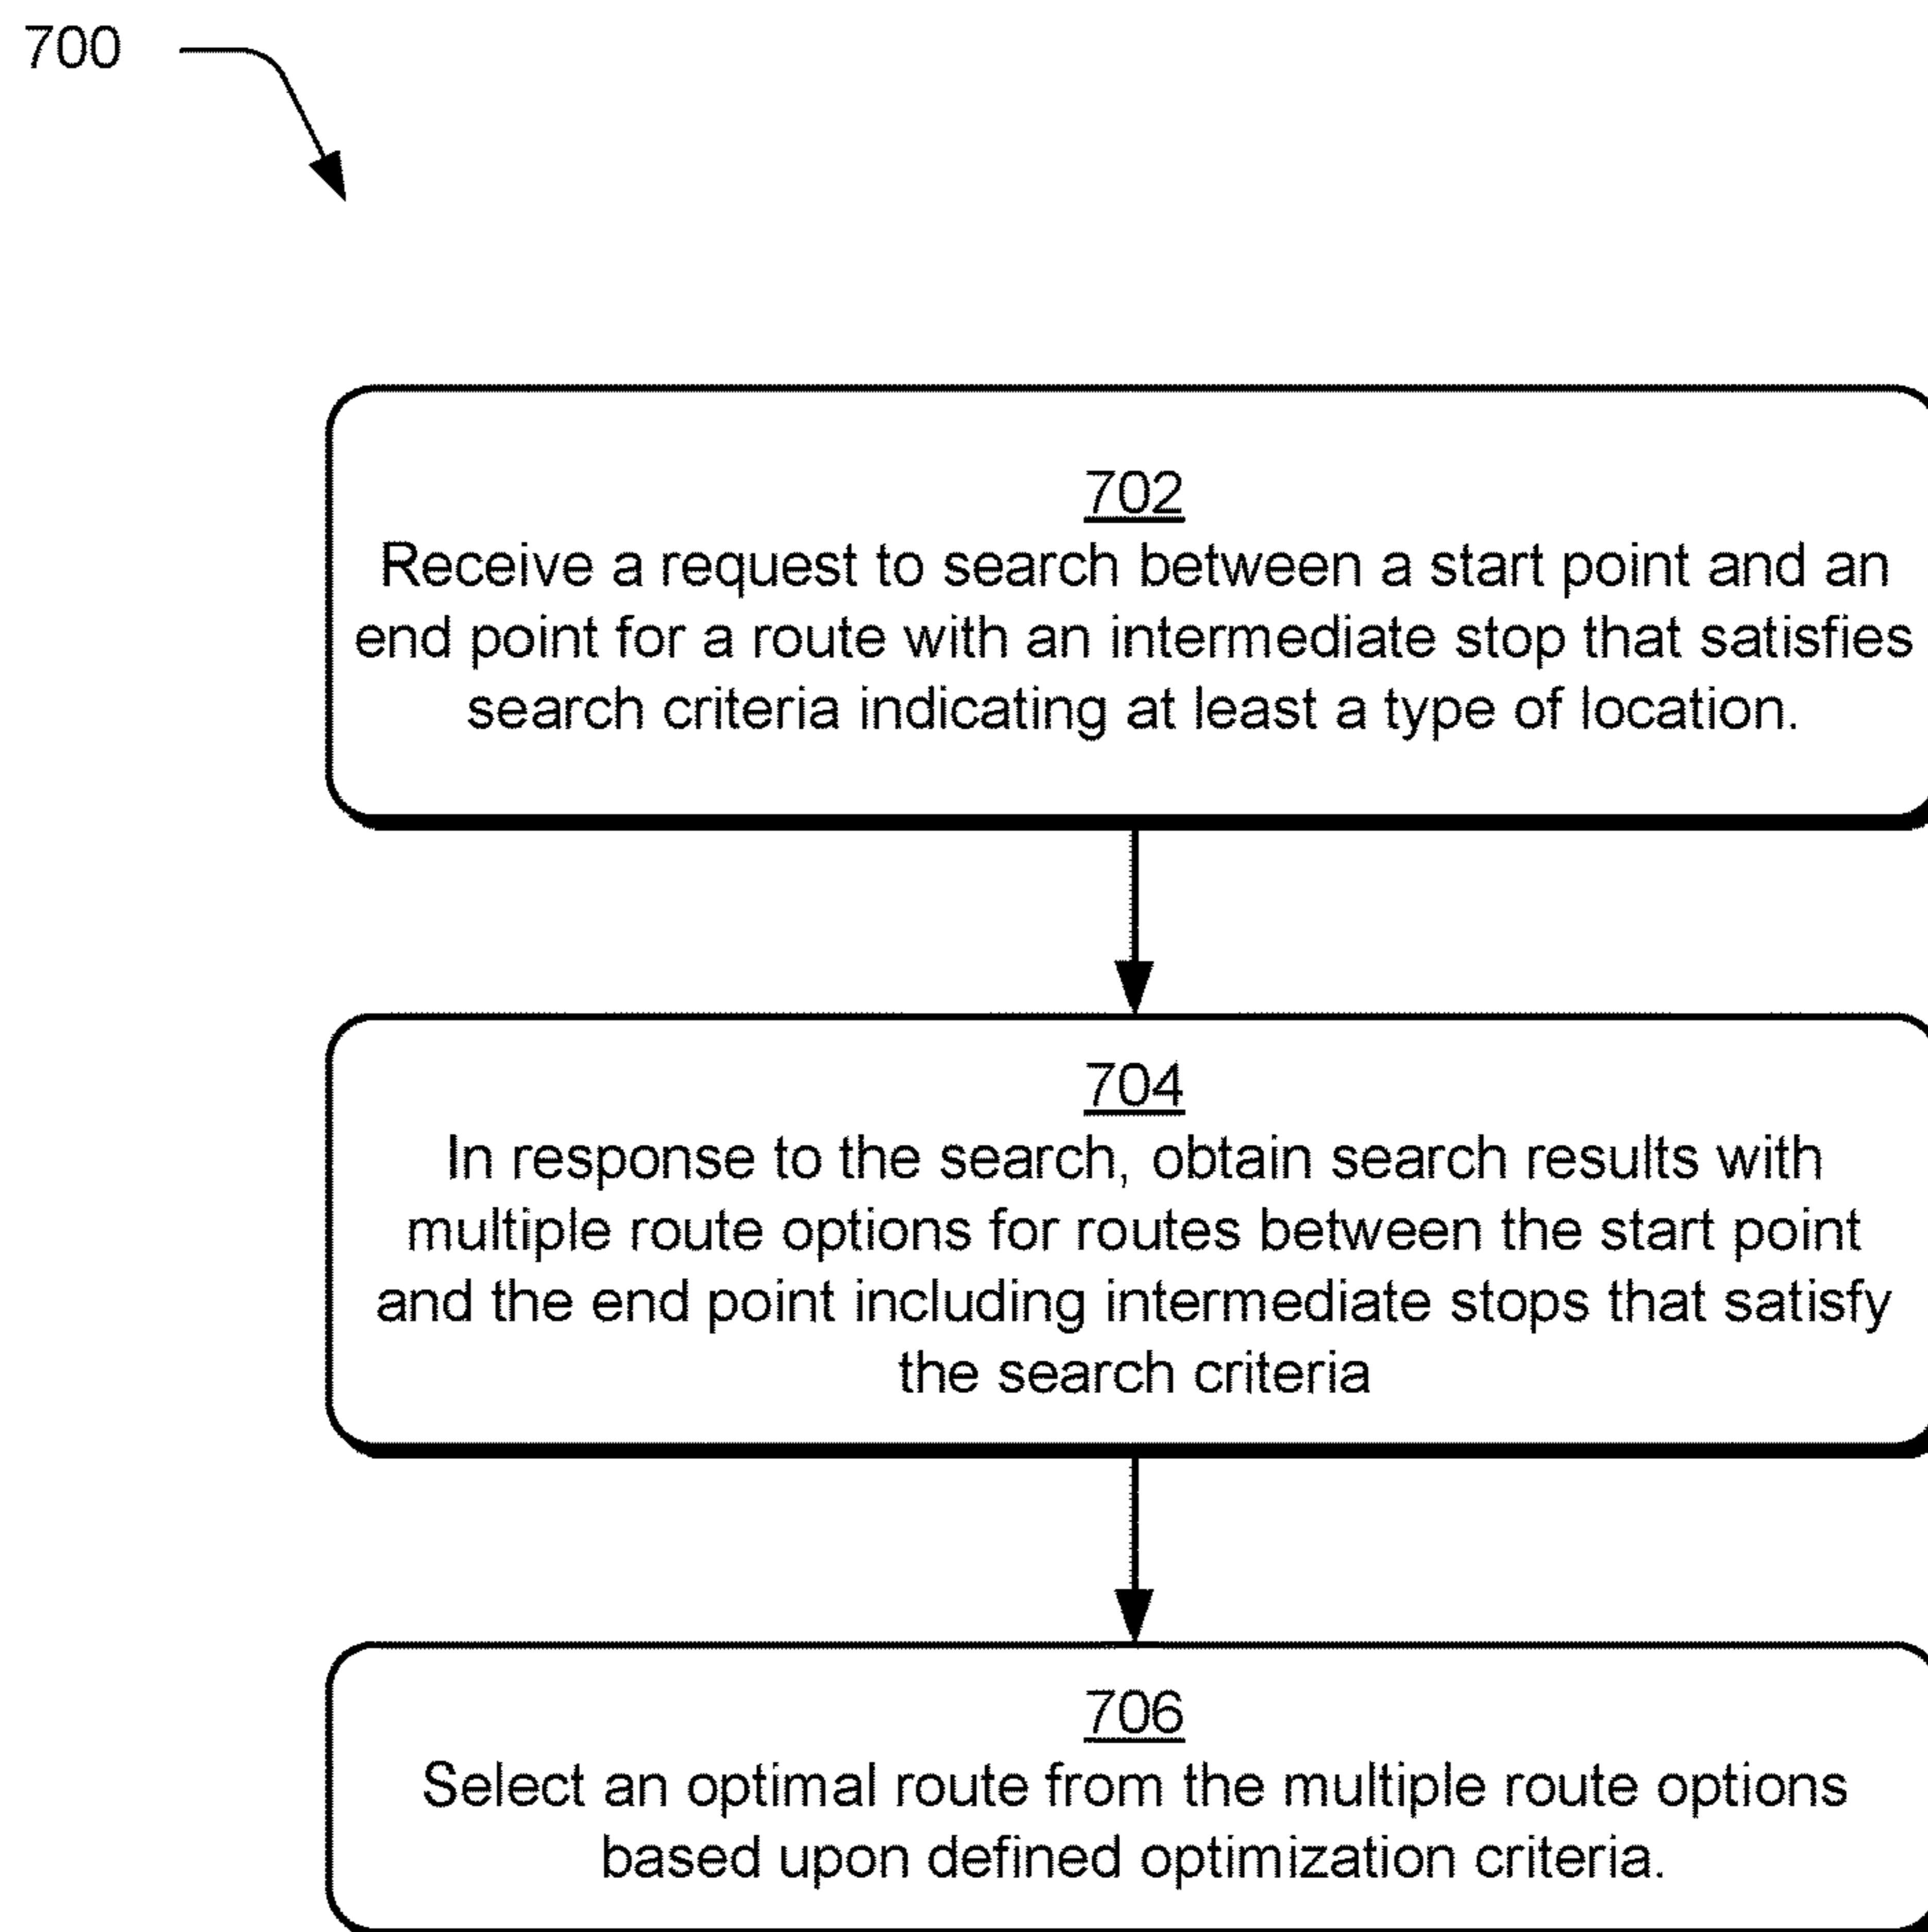 700
702
Receive a request to search between a start point and an
end point for a route with an intermediate stop that satisfies
search criteria indicating at least a type of location.
704
In response to the search, obtain search results with
multiple route options for routes between the start point
and the end point including intermediate stops that satisfy
the search criteria
706
Select an optimal route from the multiple route options
based upon defined optimization criteria.